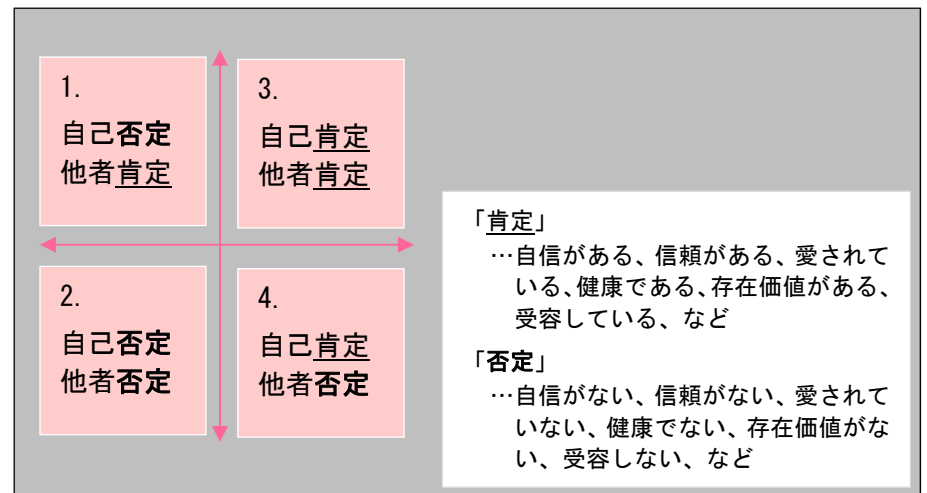 1.
自己否定
他者肯定
3.
自己肯定
他者肯定
2.
自己否定
他者否定
4.
自己肯定
他者否定
「肯定」
…自信がある、信頼がある、愛されて
いる、健康である、存在価値がある、
受容している、など
「否定」
…自信がない、信頼がない、愛されて
いない、健康でない、存在価値がな
い、受容しない、など